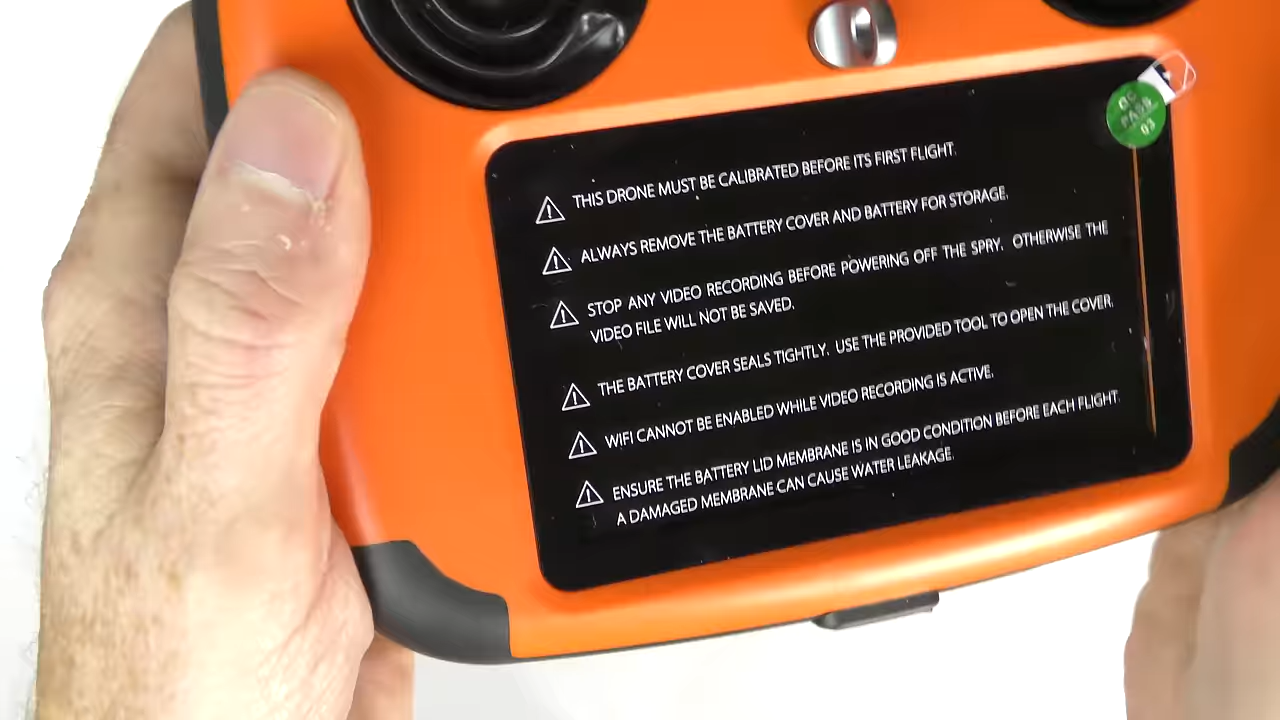 QC
PASS
03
THIS DRONE MUST BE CALIBRATED BEFORE ITS FIRST FLIGHT.
ALWAYS REMOVE THE BATTERY COVER AND BATTERY FOR STORAGE.
STOP ANY VIDEO RECORDING BEFORE POWERING OFF THE SPRY. OTHERWISE THE
VIDEO FILE WILL NOT BE SAVED.
THE BATTERY COVER SEALS TIGHTLY. USE THE PROVIDED TOOL TO OPEN THE COVER.
WIFI CANNOT BE ENABLED WHILE VIDEO RECORDING IS ACTIVE.
ENSURE THE BATTERY LID MEMBRANE IS IN GOOD CONDITION BEFORE EACH FLIGHT.
A DAMAGED MEMBRANE CAN CAUSE WATER LEAKAGE.